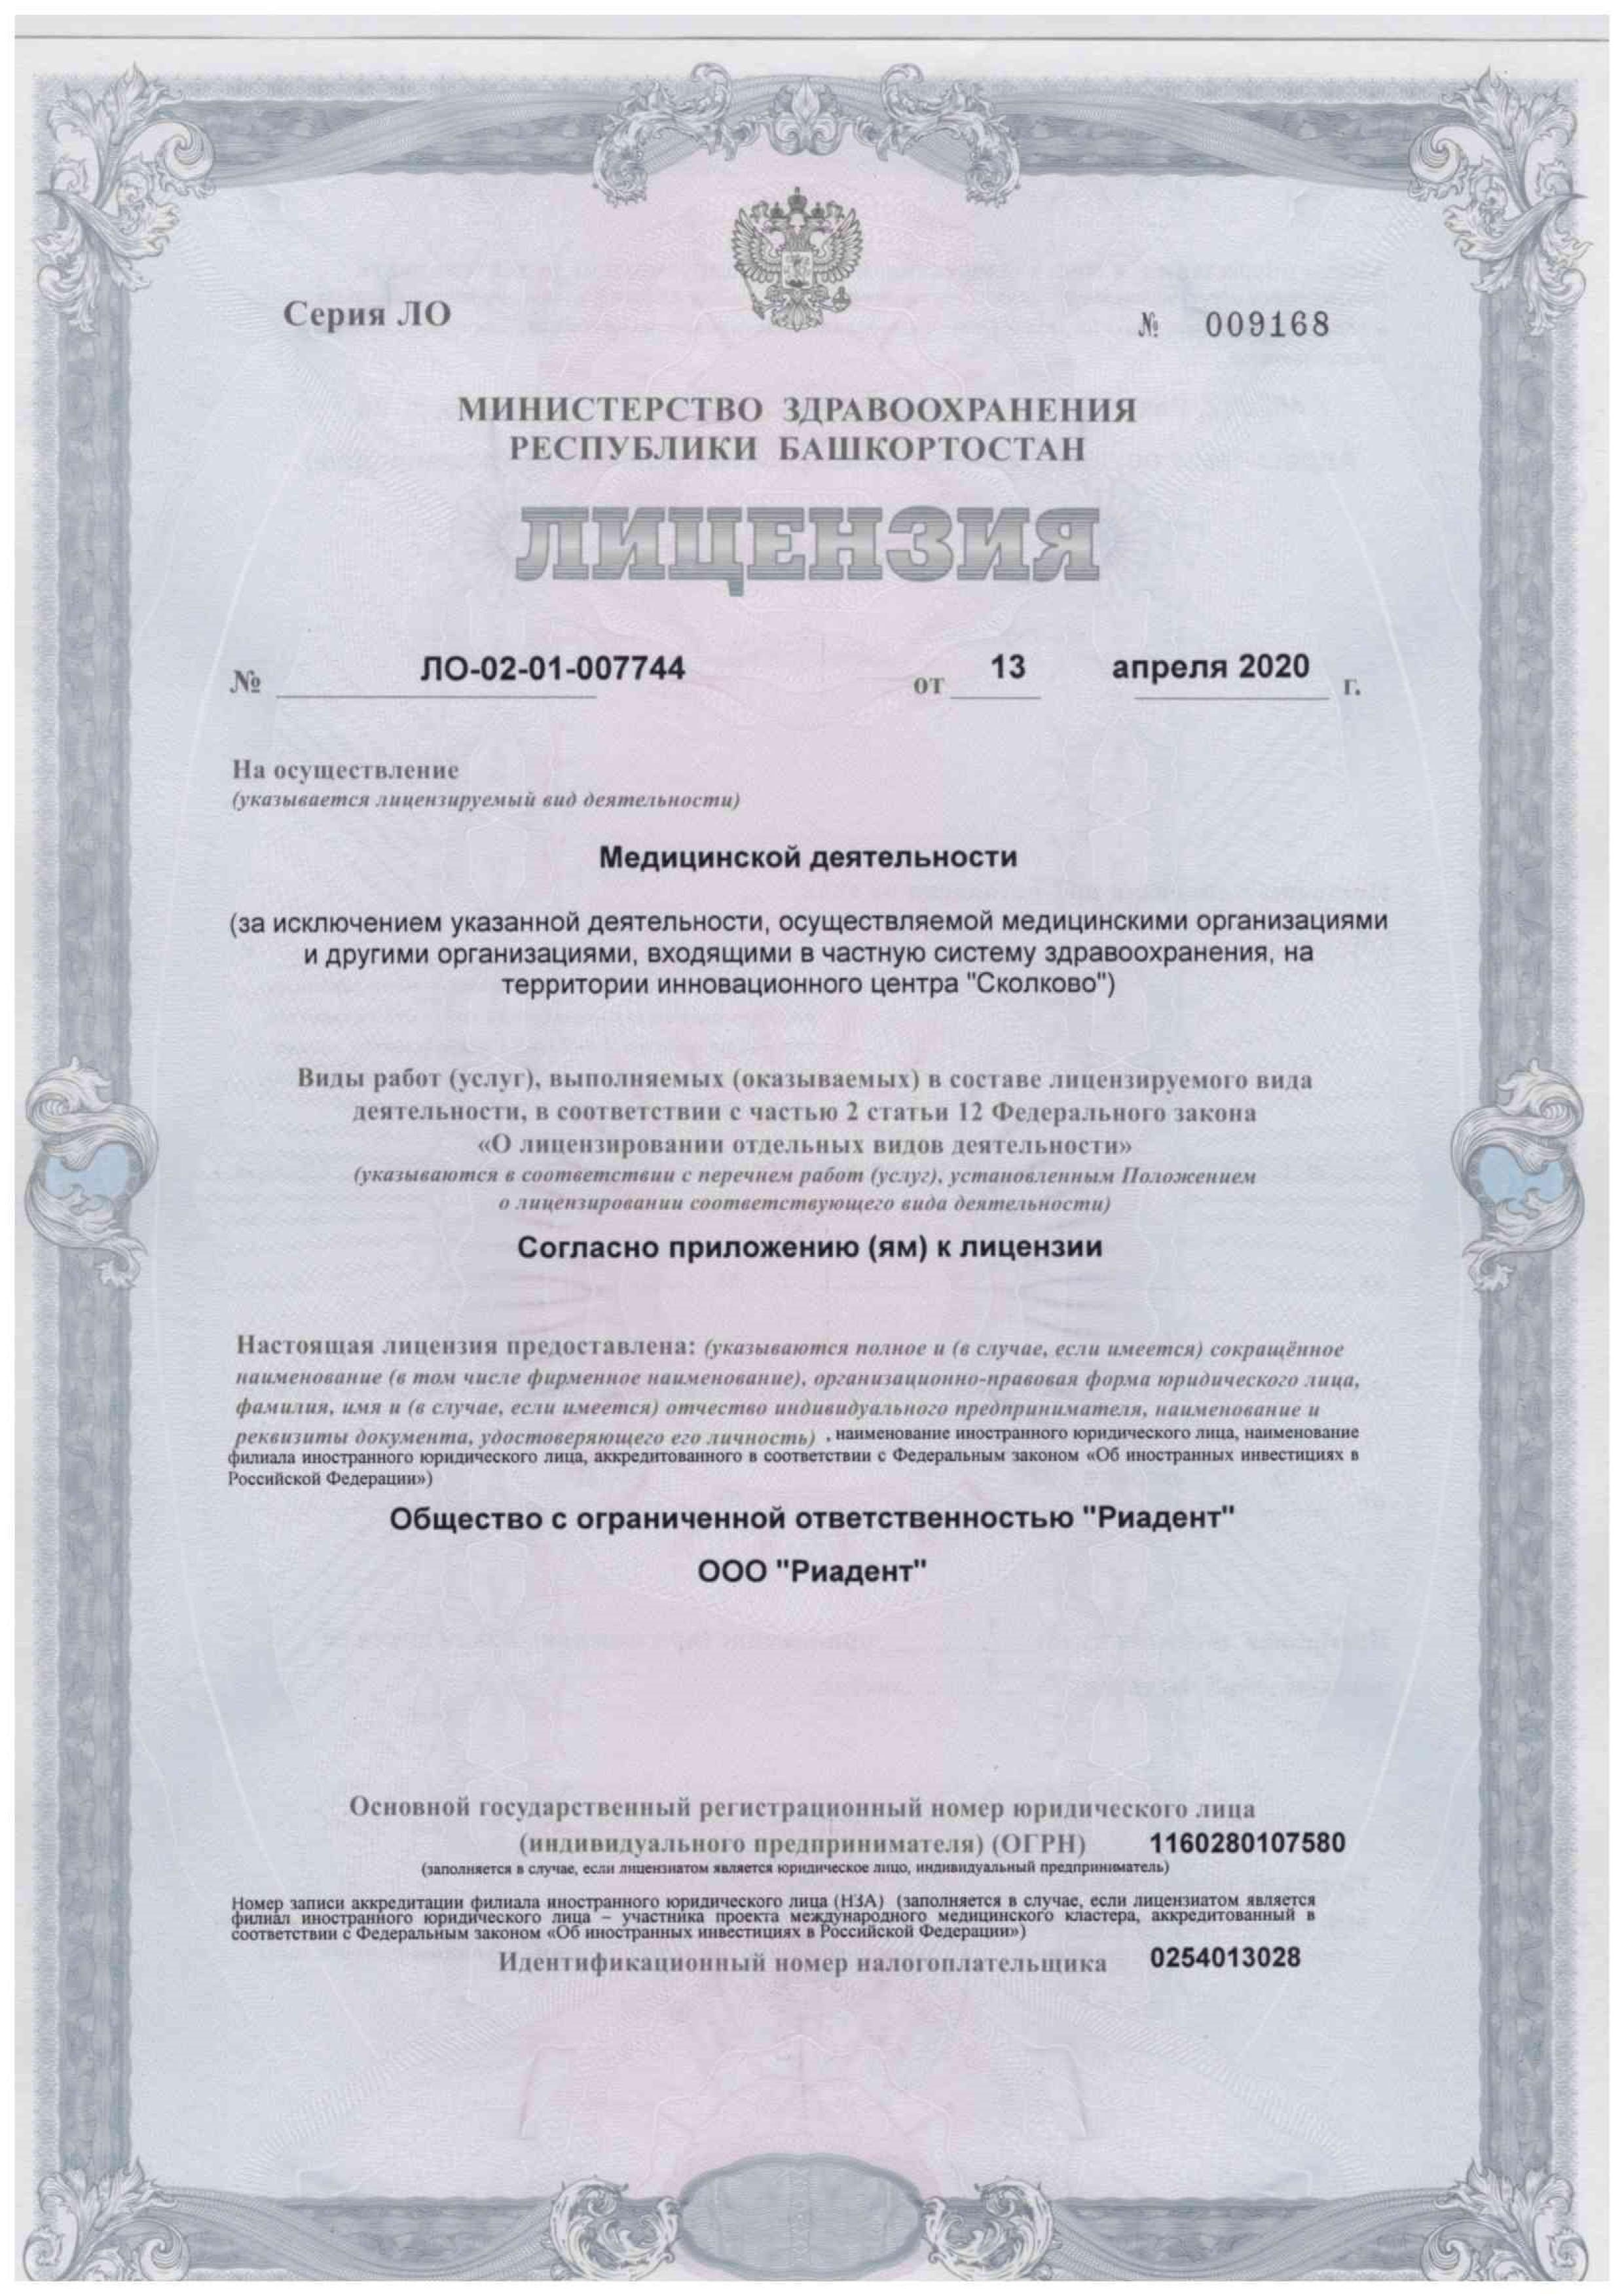 Серия ЛО
№ 009168
МИНИСТЕРСТВО ЗДРАВООХРАНЕНИЯ
РЕСПУБЛИКИ БАШКОРТОСТАН
ЛИЦЕНЗИЯ
№ ЛО-02-01-007744 от 13 апреля 2020 г.
На осуществление
(указывается лицензируемый вид деятельности)
Медицинской деятельности
(за исключением указанной деятельности, осуществляемой медицинскими организациями
и другими организациями, входящими в частную систему здравоохранения, на
территории инновационного центра "Сколково")
Виды работ (услуг), выполняемых (оказываемых) в составе лицензируемого вида
деятельности, в соответствии с частью 2 статьи 12 Федерального закона
«О лицензировании отдельных видов деятельности»
(указываются в соответствии с перечнем работ (услуг), установленным Положением
о лицензировании соответствующего вида деятельности)
Согласно приложению (ям) к лицензии
Настоящая лицензия предоставлена: (указываются полное и (в случае, если имеется) сокращённое
наименование (в том числе фирменное наименование), организационно-правовая форма юридического лица,
фамилия, имя и (в случае, если имеется) отчество индивидуального предпринимателя, наименование и
реквизиты документа, удостоверяющего его личность) , наименование иностранного юридического лица, наименование
филиала иностранного юридического лица, аккредитованного в соответствии с Федеральным законом «Об иностранных инвестициях в
Российской Федерации»)
Общество с ограниченной ответственностью "Риадент"
ООО "Риадент"
Основной государственный регистрационный номер юридического лица
(индивидуального предпринимателя) (ОГРН) 1160280107580
(заполняется в случае, если лицензиатом является юридическое лицо, индивидуальный предприниматель)
Номер записи аккредитации филиала иностранного юридического лица (НЗА) (заполняется в случае, если лицензиатом является
филиал иностранного юридического лица – участника проекта международного медицинского кластера, аккредитованный в
соответствии с Федеральным законом «Об иностранных инвестициях в Российской Федерации»)
Идентификационный номер налогоплательщика 0254013028